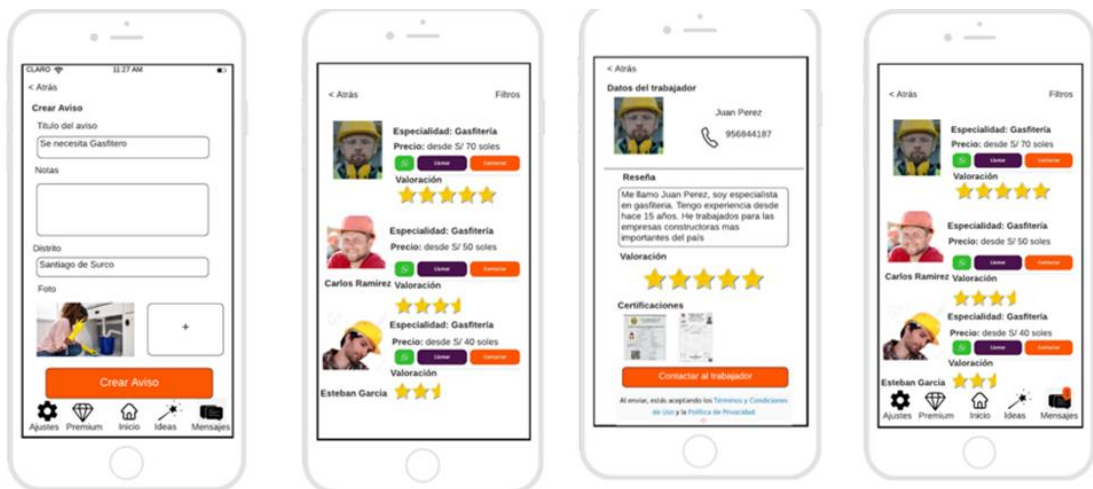 CLARO 11:27 AM
< Atrás
Crear Aviso
Titulo del aviso
Se necesita Gasfitero
Notas
Distrito
Santiago de Surco
Foto
+
Crear Aviso
Ajustes Premium Inicio Ideas Mensajes
< Atrás Filtros
Especialidad: Gasfitería
Precio: desde S/ 70 soles
Llamar Contactar
Valoración
Especialidad: Gasfitería
Precio: desde S/ 50 soles
Llamar Contactar
Carlos Ramirez Valoración
Especialidad: Gasfitería
Precio: desde S/ 40 soles
Llamar Contactar
Valoración
Esteban Garcia
< Atrás
Datos del trabajador
Juan Perez
956844187
Reseña
Me llamo Juan Perez, soy especialista
en gasfiteria. Tengo experiencia desde
hace 15 años. He trabajados para las
empresas constructoras mas
importantes del país
Valoración
Certificaciones
Contactar al trabajador
Al enviar, estás aceptando los Términos y Condiciones
de Uso y la Política de Privacidad
< Atrás Filtros
Especialidad: Gasfitería
Precio: desde S/ 70 soles
Llamar Contactar
Valoración
Especialidad: Gasfitería
Precio: desde S/ 50 soles
Llamar Contactar
Carlos Ramirez Valoración
Especialidad: Gasfitería
Precio: desde S/ 40 soles
Llamar Contactar
Valoración
Esteban Garcia
Ajustes Premium Inicio Ideas Mensajes